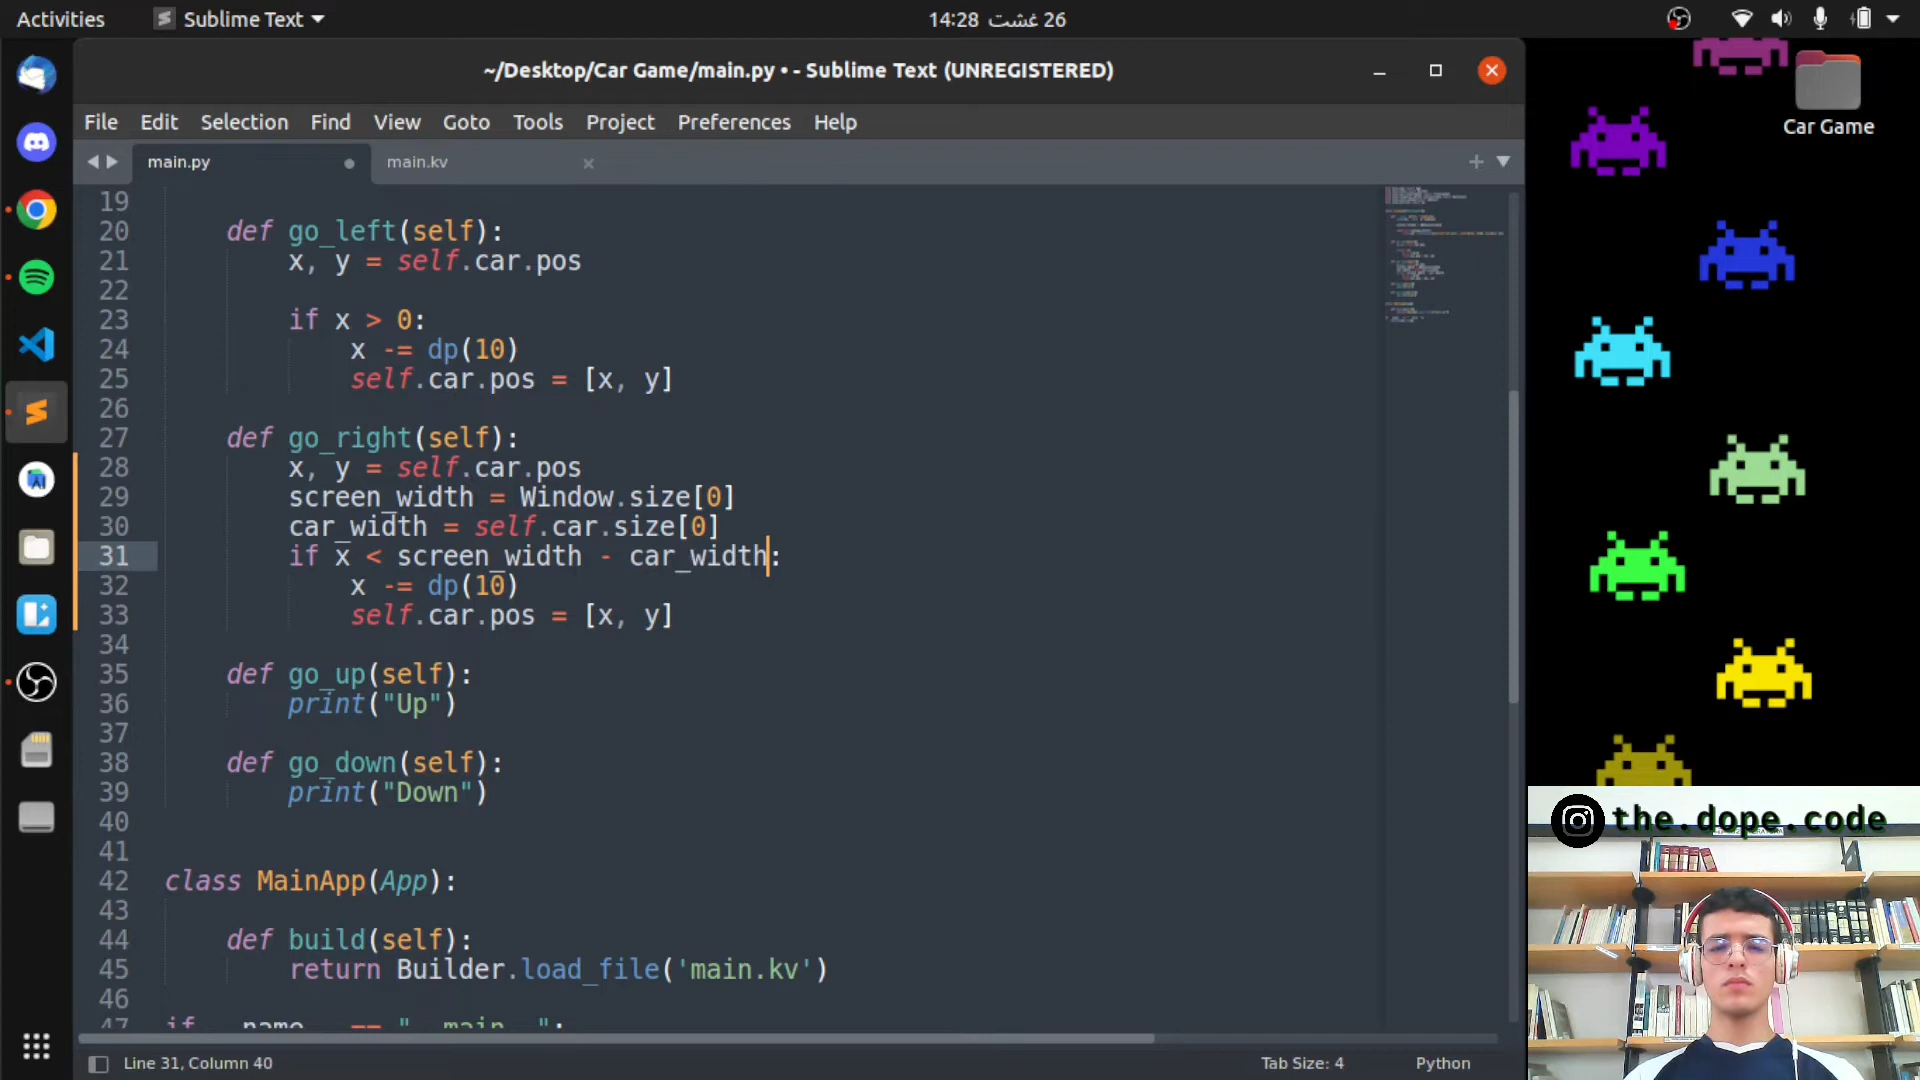 Activities
Sublime Text
26 غشت 14:28
~/Desktop/Car Game/main.py • - Sublime Text (UNREGISTERED)
Car Game
File Edit Selection Find View Goto Tools Project Preferences Help
main.py
main.kv
19
20 def go_left(self):
21 x, y = self.car.pos
22
23 if x > 0:
24 x -= dp(10)
25 self.car.pos = [x, y]
26
27 def go_right(self):
28 x, y = self.car.pos
29 screen_width = Window.size[0]
30 car_width = self.car.size[0]
31 if x < screen_width - car_width:
32 x -= dp(10)
33 self.car.pos = [x, y]
34
35 def go_up(self):
36 print("Up")
37
38 def go_down(self):
39 print("Down")
40
41
42 class MainApp(App):
43
44 def build(self):
45 return Builder.load_file('main.kv')
46
47 if __name__ == "__main__":
the.dope.code
Line 31, Column 40
Tab Size: 4
Python